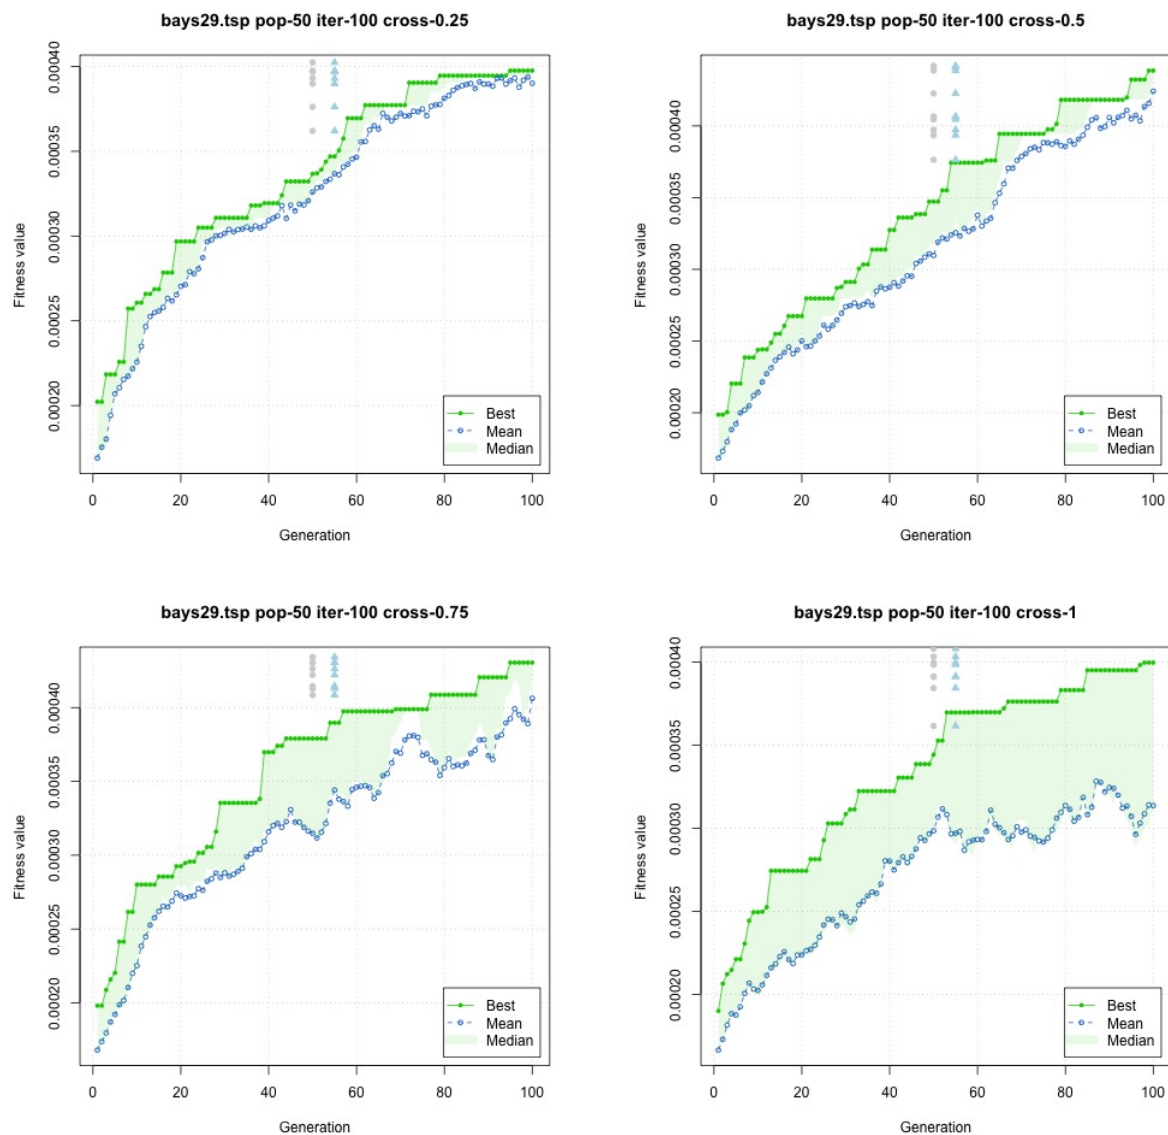 bays29.tsp pop-50 iter-100 cross-0.25
Fitness value
0.00020 0.00025 0.00030 0.00035 0.00040
Best
Mean
Median
0 20 40 60 80 100
Generation
bays29.tsp pop-50 iter-100 cross-0.5
Fitness value
0.00020 0.00025 0.00030 0.00035 0.00040
Best
Mean
Median
0 20 40 60 80 100
Generation
bays29.tsp pop-50 iter-100 cross-0.75
Fitness value
0.00020 0.00025 0.00030 0.00035 0.00040
Best
Mean
Median
0 20 40 60 80 100
Generation
bays29.tsp pop-50 iter-100 cross-1
Fitness value
0.00020 0.00025 0.00030 0.00035 0.00040
Best
Mean
Median
0 20 40 60 80 100
Generation